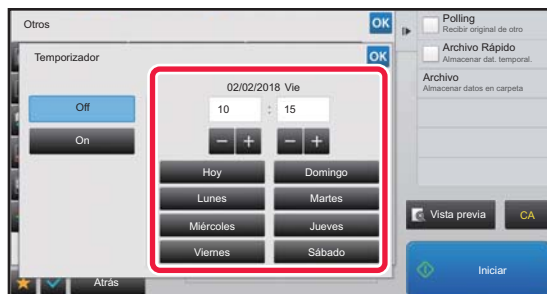 Otros
OK
Temporizador
OK
Off
On
02/02/2018 Vie
10 : 15
Hoy
Domingo
Lunes
Martes
Miércoles
Jueves
Viernes
Sábado
Atrás
Polling
Recibir original de otro
Archivo Rápido
Almacenar dat. temporal.
Archivo
Almacenar datos en carpeta
Vista previa
CA
Iniciar